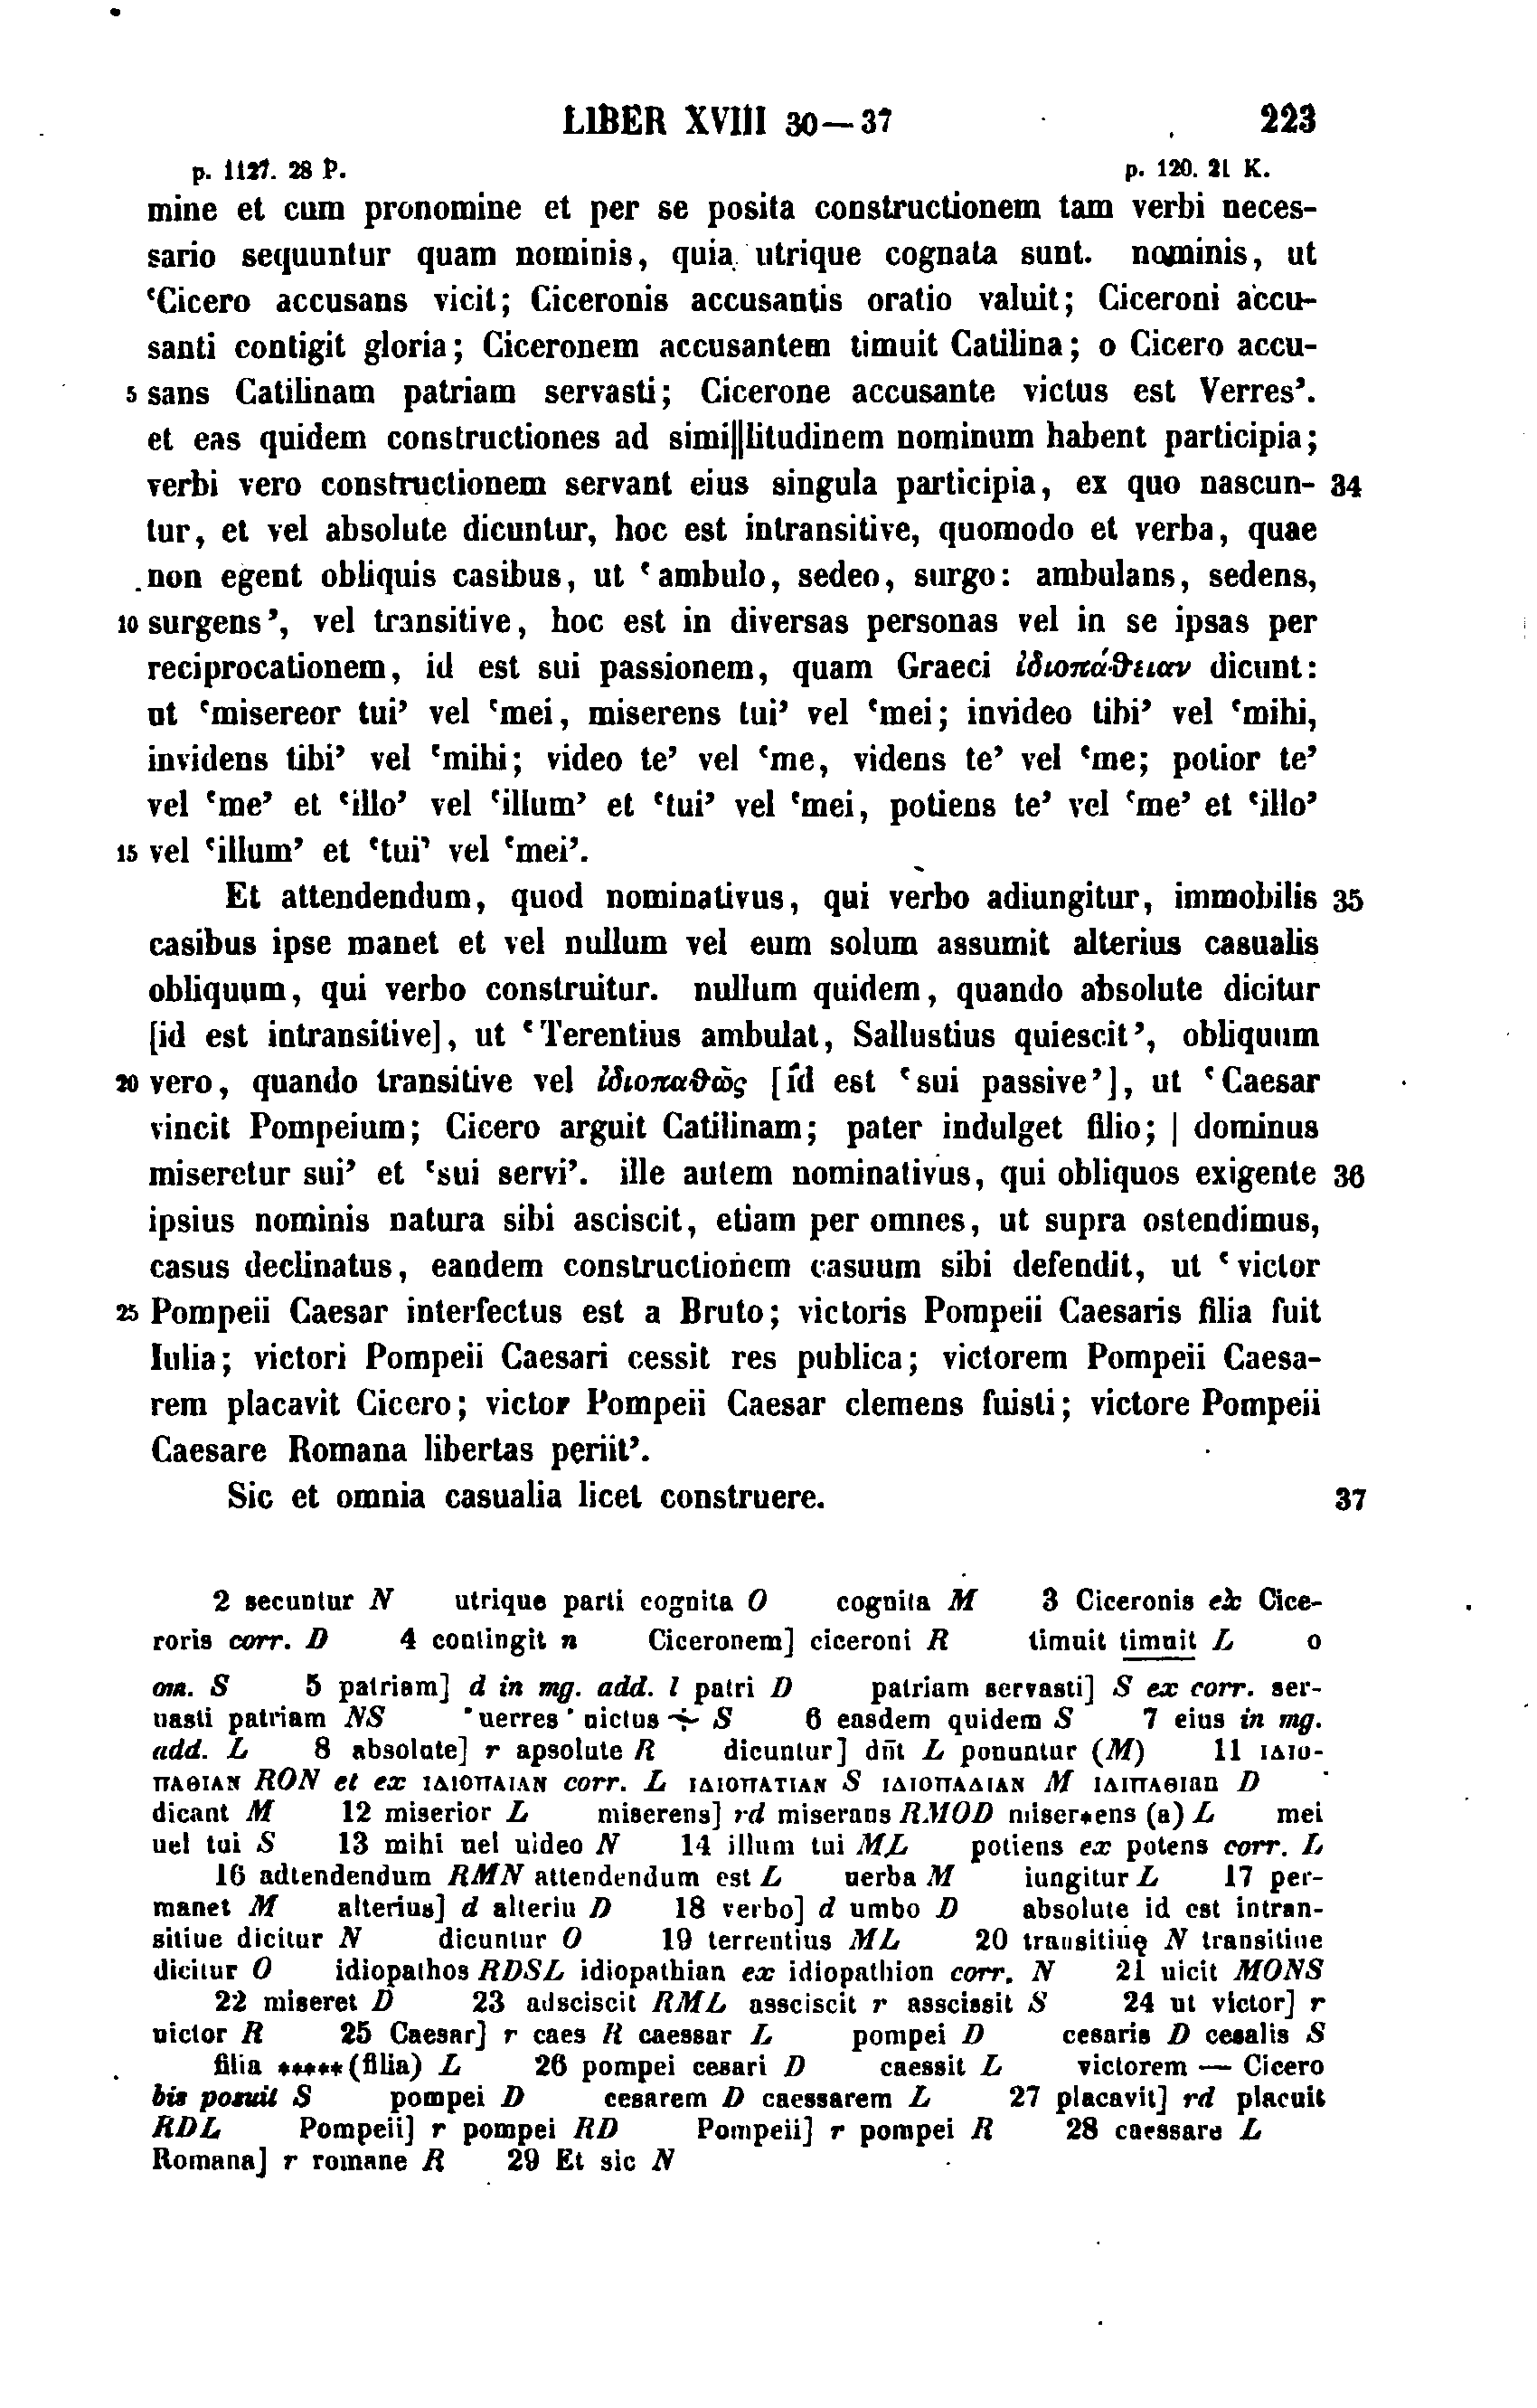 LIBER XVIII 30—37 223
p. 1127. 28 P. p. 120. 21 K.
mine et cum pronomine et per se posita constructionem tam verbi neces-
sario sequuntur quam nominis, quia utrique cognata sunt. nominis, ut
‘Cicero accusans vicit; Ciceronis accusantis oratio valuit; Ciceroni accu-
santi contigit gloria; Ciceronem accusantem timuit Catilina; o Cicero accu-
5 sans Catilinam patriam servasti; Cicerone accusante victus est Verres’.
et eas quidem constructiones ad simi||litudinem nominum habent participia;
verbi vero constructionem servant eius singula participia, ex quo nascun- 34
tur, et vel absolute dicuntur, hoc est intransitive, quomodo et verba, quae
non egent obliquis casibus, ut ‘ambulo, sedeo, surgo: ambulans, sedens,
10 surgens’, vel transitive, hoc est in diversas personas vel in se ipsas per
reciprocationem, id est sui passionem, quam Graeci ἰδιοπάθειαν dicunt:
ut ‘misereor tui’ vel ‘mei, miserens tui’ vel ‘mei; invideo tibi’ vel ‘mihi,
invidens tibi’ vel ‘mihi; video te’ vel ‘me, videns te’ vel ‘me; potior te’
vel ‘me’ et ‘illo’ vel ‘illum’ et ‘tui’ vel ‘mei, potiens te’ vel ‘me’ et ‘illo’
15 vel ‘illum’ et ‘tui’ vel ‘mei’.
Et attendendum, quod nominativus, qui verbo adiungitur, immobilis 35
casibus ipse manet et vel nullum vel eum solum assumit alterius casualis
obliquum, qui verbo construitur. nullum quidem, quando absolute dicitur
[id est intransitive], ut ‘Terentius ambulat, Sallustius quiescit’, obliquum
20 vero, quando transitive vel ἰδιοπαθῶς [id est ‘sui passive’], ut ‘Caesar
vincit Pompeium; Cicero arguit Catilinam; pater indulget filio; | dominus
miseretur sui’ et ‘sui servi’. ille autem nominativus, qui obliquos exigente 36
ipsius nominis natura sibi asciscit, etiam per omnes, ut supra ostendimus,
casus declinatus, eandem constructionem casuum sibi defendit, ut ‘victor
25 Pompeii Caesar interfectus est a Bruto; victoris Pompeii Caesaris filia fuit
Iulia; victori Pompeii Caesari cessit res publica; victorem Pompeii Caesa-
rem placavit Cicero; victor Pompeii Caesar clemens fuisti; victore Pompeii
Caesare Romana libertas periit’.
Sic et omnia casualia licet construere. 37
2 secuntur N utrique parti cognita O cognita M 3 Ciceronis ex Cice-
roris corr. D 4 contingit n Ciceronem] ciceroni R timuit timuit L o
om. S 5 patriam] d in mg. add. l patri D patriam servasti] S ex corr. ser-
uasti patriam NS uerres uictus ÷ S 6 easdem quidem S 7 eius in mg.
add. L 8 absolute] r apsolute R dicuntur] dñt L ponuntur (M) 11 ΙΔΙΟ-
ΠΑΘΙΑΝ RON et ex ΙΔΙΟΠΑΙΑΝ corr. L ΙΔΙΟΠΑΤΙΑΝ S ΙΔΙΟΠΑΔΙΑΝ M ΙΔΙΠΑΘΙΑΝ D
dicant M 12 miserior L miserens] rd miserans RMOD miser*ens (a) L mei
uel tui S 13 mihi uel uideo N 14 illum tui ML potiens ex potens corr. L
16 adtendendum RMN attendendum est L uerba M iungitur L 17 per-
manet M alterius] d alteriu D 18 verbo] d umbo D absolute id est intran-
sitiue dicitur N dicuntur O 19 terrentius ML 20 transitiuę N transitiue
dicitur O idiopathos RDSL idiopathian ex idiopathion corr. N 21 uicit MONS
22 miseret D 23 adsciscit RML assciscit r asscissit S 24 ut victor] r
uictor R 25 Caesar] r caes R caessar L pompei D cesaris D cesalis S
filia *****(filia) L 26 pompei cesari D caessit L victorem — Cicero
bis posuit S pompei D cesarem D caessarem L 27 placavit] rd placuit
RDL Pompeii] r pompei RD Pompeii] r pompei R 28 caessare L
Romana] r romane R 29 Et sic N